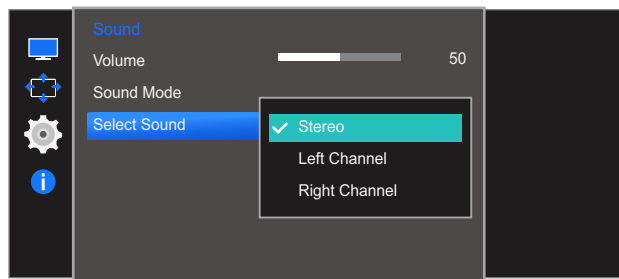 Sound
Volume 50
Sound Mode
Select Sound
Stereo
Left Channel
Right Channel